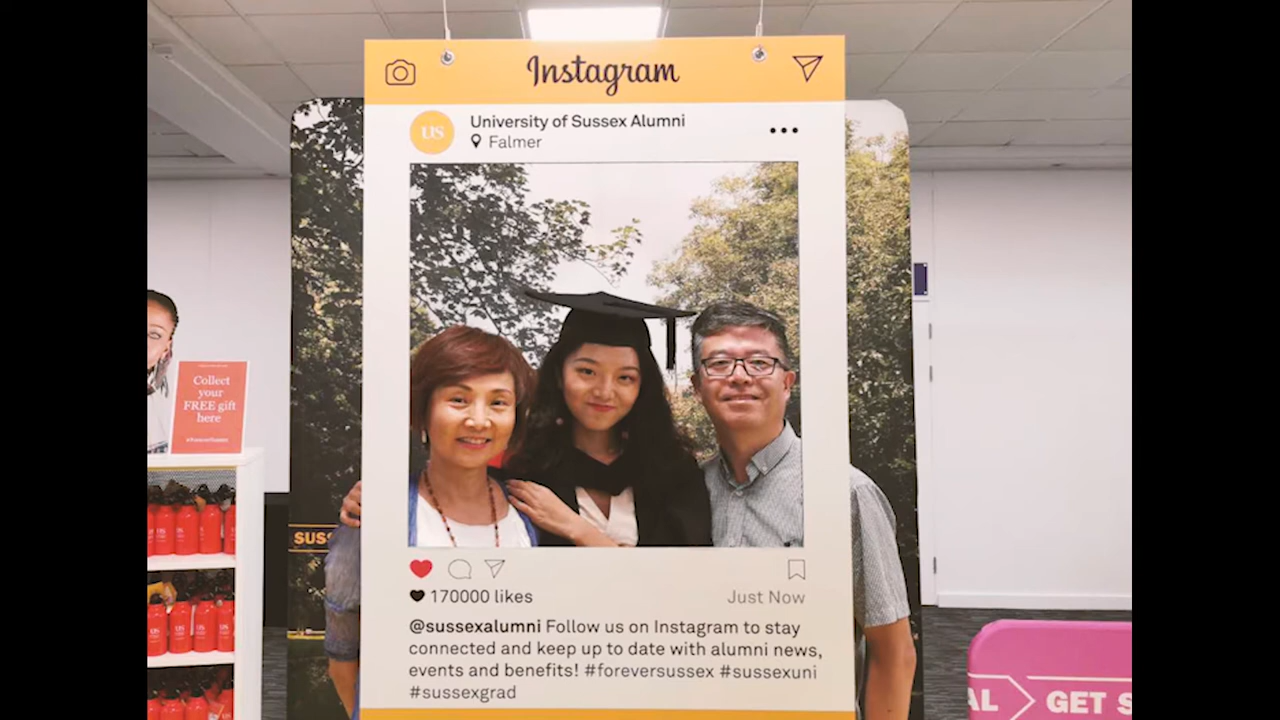 Instagram
US
University of Sussex Alumni
Falmer
Collect
your
FREE gift
here
SUSS
170000 likes
Just Now
@sussexalumni Follow us on Instagram to stay
connected and keep up to date with alumni news,
events and benefits! #foreversussex #sussexuni
#sussexgrad
AL
GET S